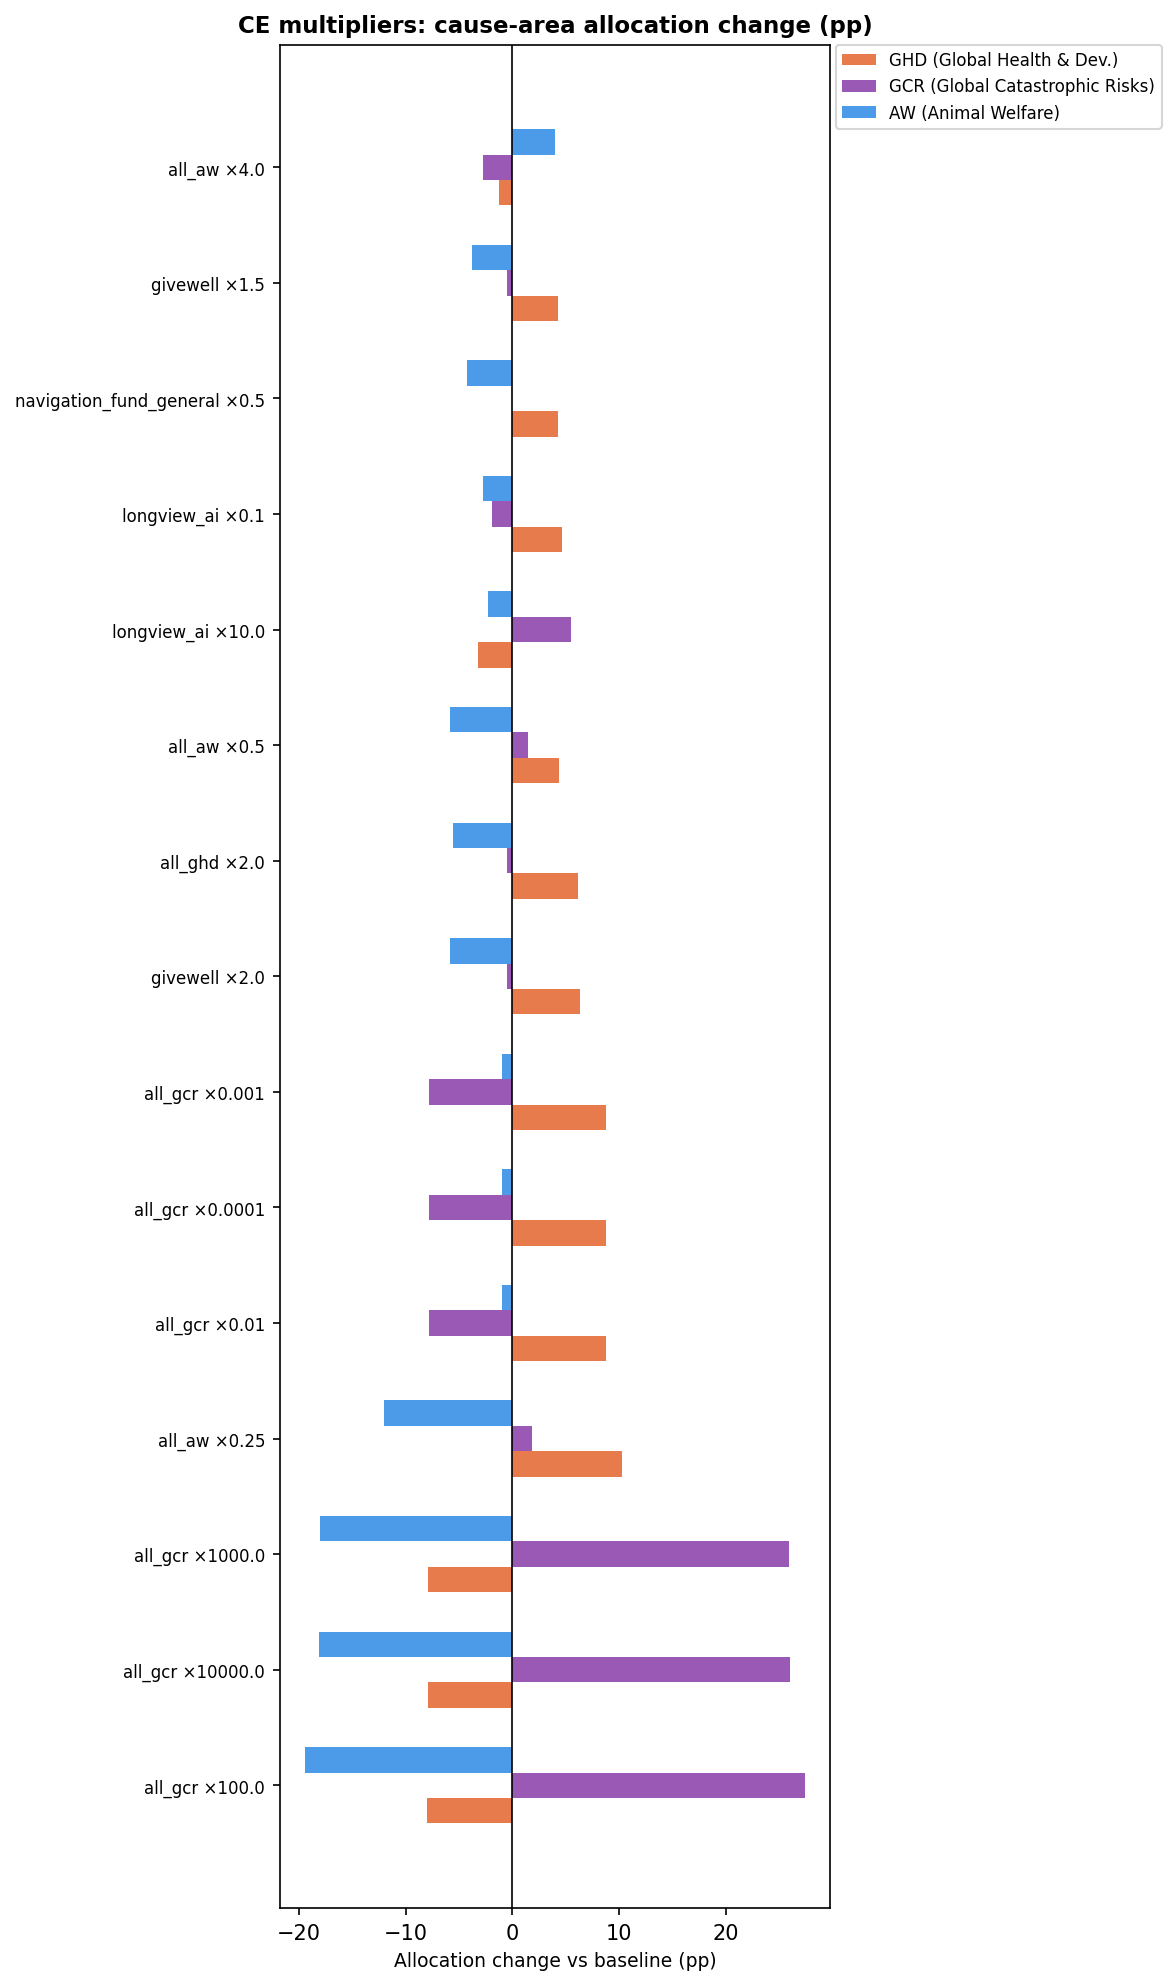 CE multipliers: cause-area allocation change (pp)
GHD (Global Health & Dev.)
GCR (Global Catastrophic Risks)
AW (Animal Welfare)
all_aw ×4.0
givewell ×1.5
navigation_fund_general ×0.5
longview_ai ×0.1
longview_ai ×10.0
all_aw ×0.5
all_ghd ×2.0
givewell ×2.0
all_gcr ×0.001
all_gcr ×0.0001
all_gcr ×0.01
all_aw ×0.25
all_gcr ×1000.0
all_gcr ×10000.0
all_gcr ×100.0
−20 −10 0 10 20
Allocation change vs baseline (pp)